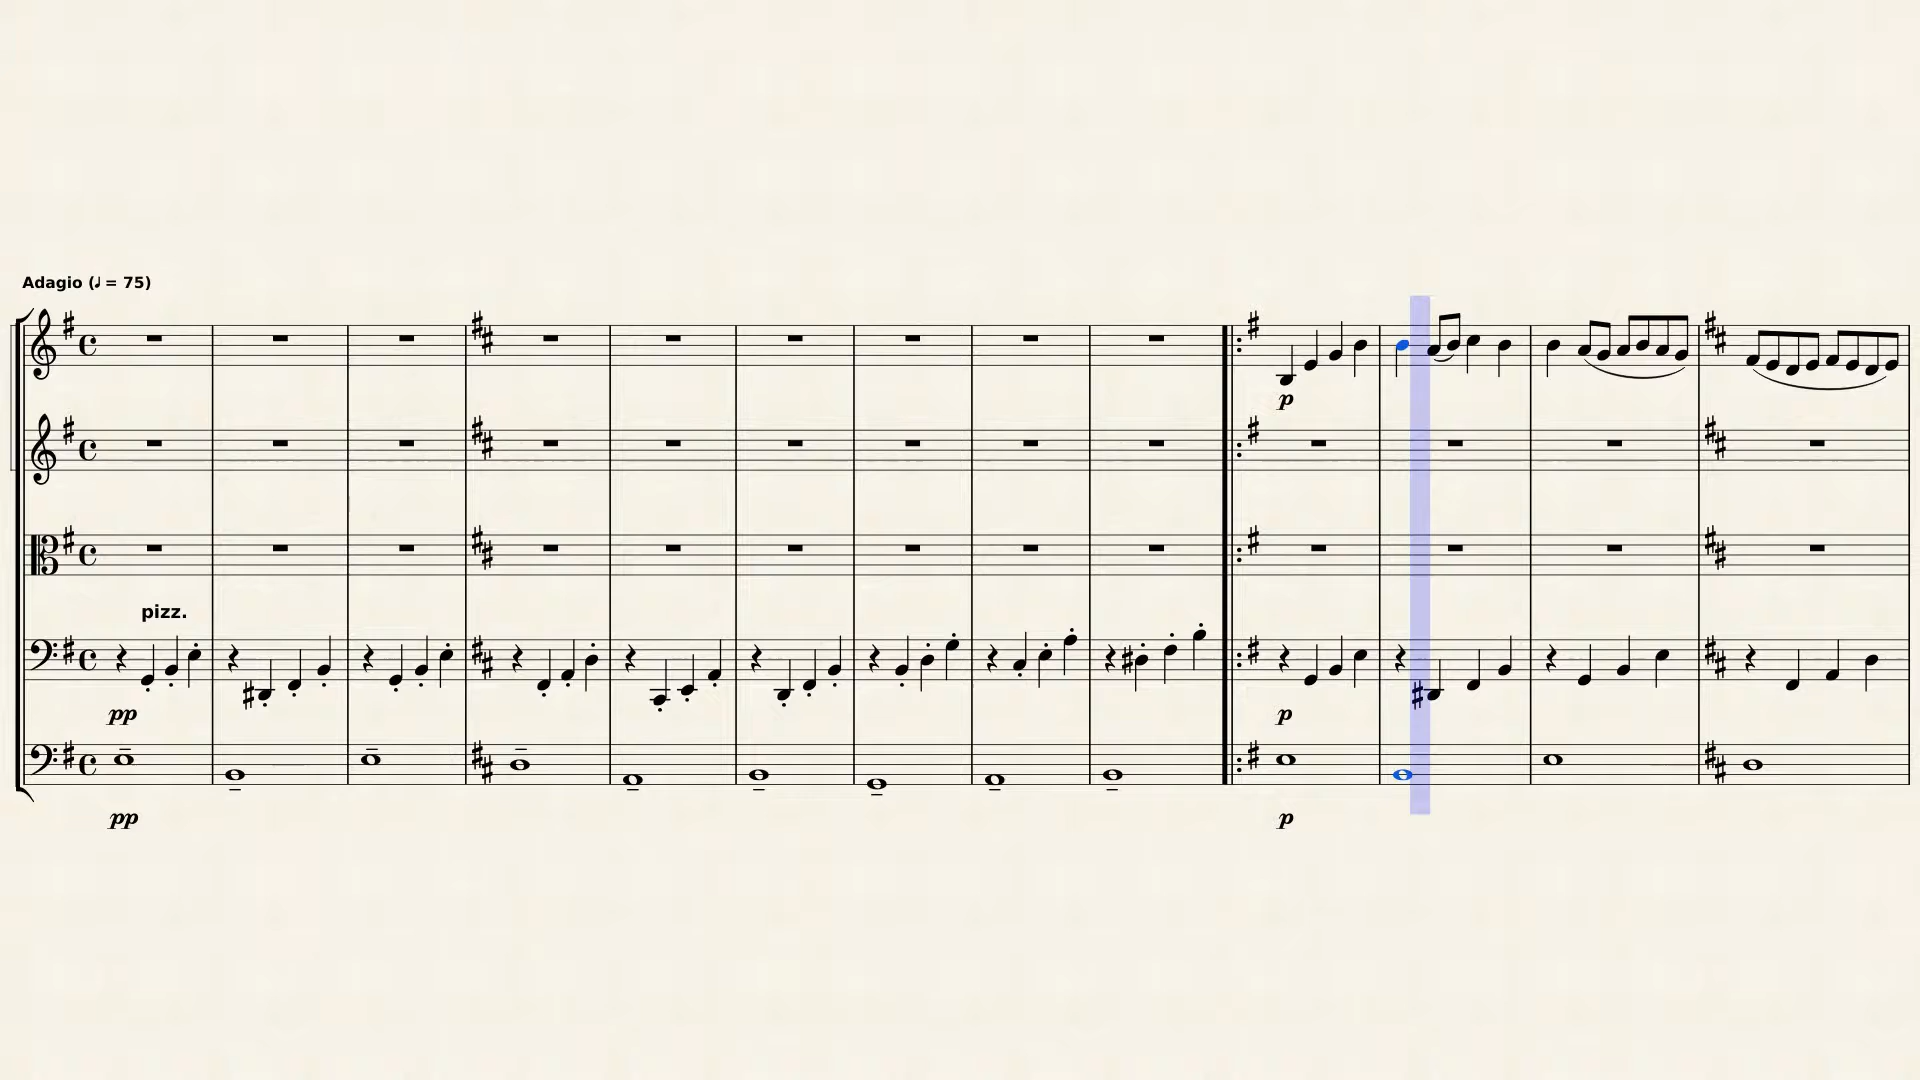 Adagio (♩ = 75)
p
pizz.
pp
p
pp
p